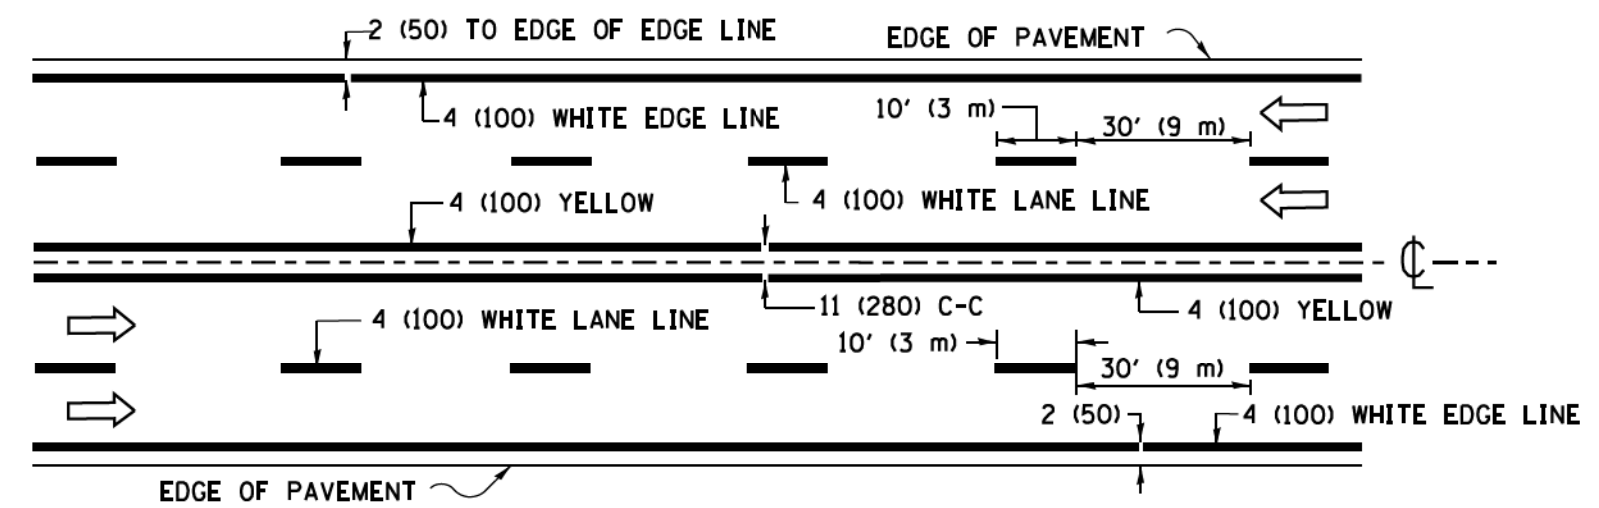 2 (50) TO EDGE OF EDGE LINE
EDGE OF PAVEMENT
4 (100) WHITE EDGE LINE
10' (3 m)
30' (9 m)
4 (100) YELLOW
4 (100) WHITE LANE LINE
℄
11 (280) C-C
4 (100) YELLOW
4 (100) WHITE LANE LINE
10' (3 m)
30' (9 m)
2 (50)
4 (100) WHITE EDGE LINE
EDGE OF PAVEMENT